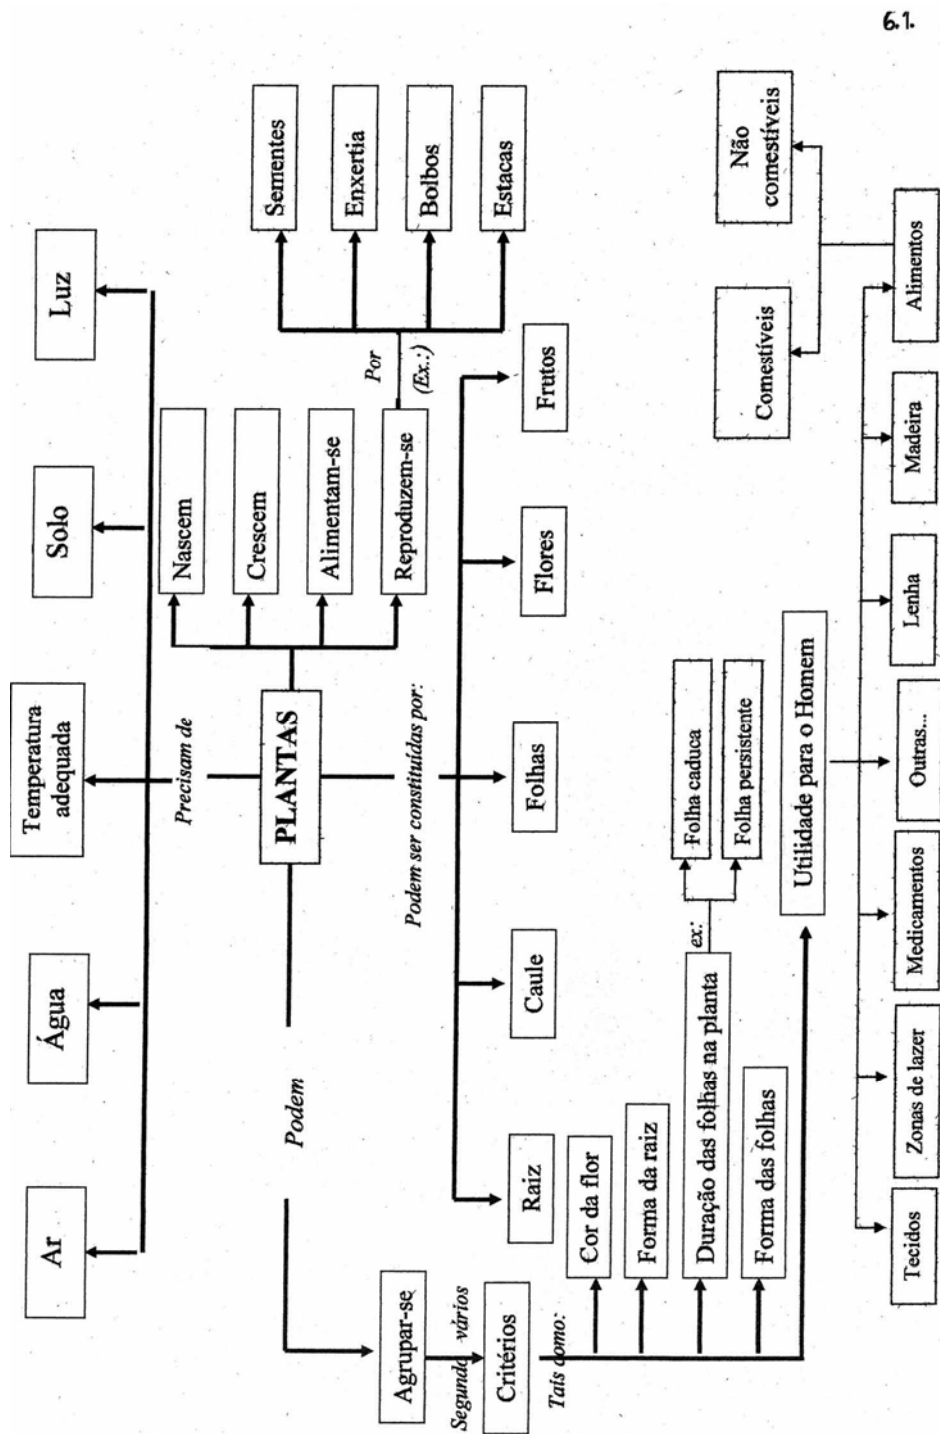 6.1.
Ar
Água
Temperatura
adequada
Solo
Luz
Precisam de
PLANTAS
Nascem
Crescem
Alimentam-se
Reproduzem-se
Por
(Ex.:)
Sementes
Enxertia
Bolbos
Estacas
Podem
Podem ser constituídas por:
Raiz
Caule
Folhas
Flores
Frutos
Agrupar-se
Segundo vários
Critérios
Tais como:
Cor da flor
Forma da raiz
Duração das folhas na planta
ex:
Folha caduca
Folha persistente
Forma das folhas
Utilidade para o Homem
Tecidos
Zonas de lazer
Medicamentos
Outras...
Lenha
Madeira
Alimentos
Comestíveis
Não
comestíveis